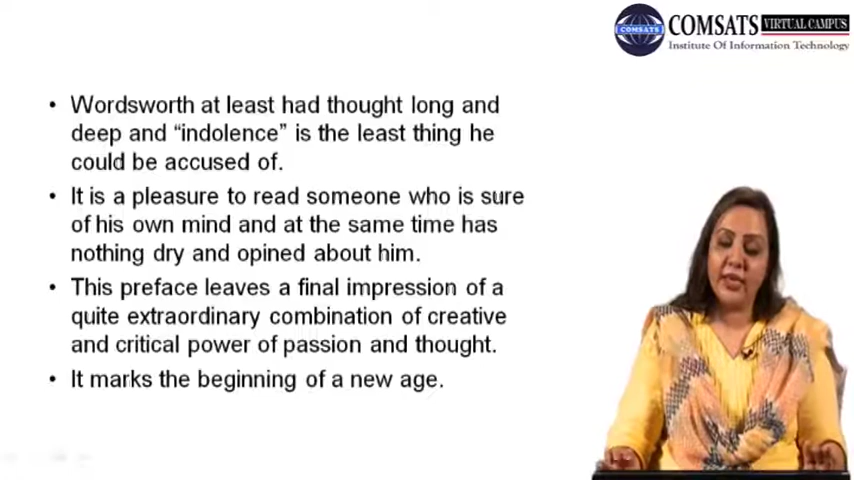 COMSATS
COMSATS VIRTUAL CAMPUS
Institute Of Information Technology
• Wordsworth at least had thought long and
deep and “indolence” is the least thing he
could be accused of.
• It is a pleasure to read someone who is sure
of his own mind and at the same time has
nothing dry and opined about him.
• This preface leaves a final impression of a
quite extraordinary combination of creative
and critical power of passion and thought.
• It marks the beginning of a new age.